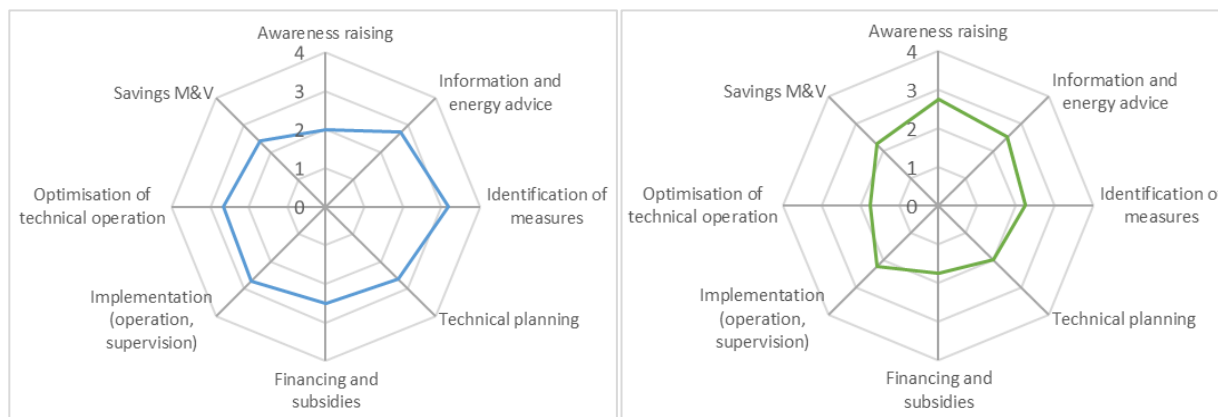 Awareness raising
4
3
2
1
0
Information and
energy advice
Identification of
measures
Technical planning
Financing and
subsidies
Implementation
(operation,
supervision)
Optimisation of
technical operation
Savings M&V
Awareness raising
4
3
2
1
0
Information and
energy advice
Identification of
measures
Technical planning
Financing and
subsidies
Implementation
(operation,
supervision)
Optimisation of
technical operation
Savings M&V